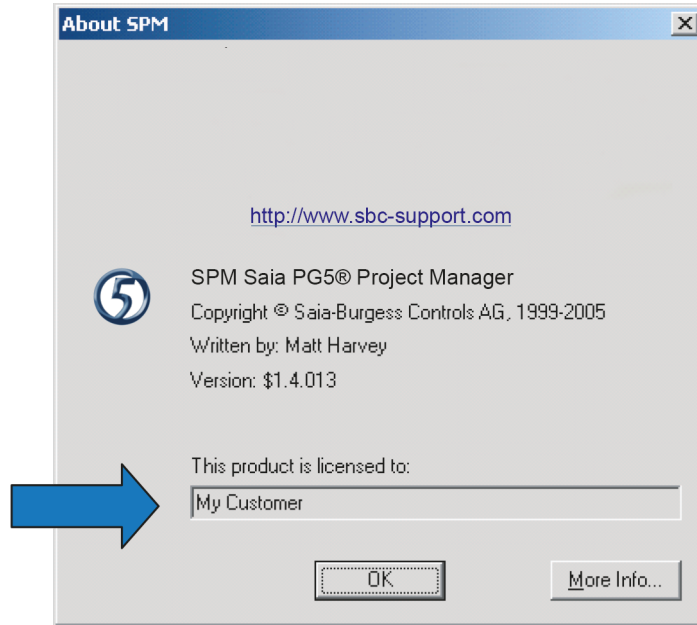 About SPM
http://www.sbc-support.com
5
SPM Saia PG5® Project Manager
Copyright © Saia-Burgess Controls AG, 1999-2005
Written by: Matt Harvey
Version: $1.4.013
This product is licensed to:
My Customer
OK
More Info...